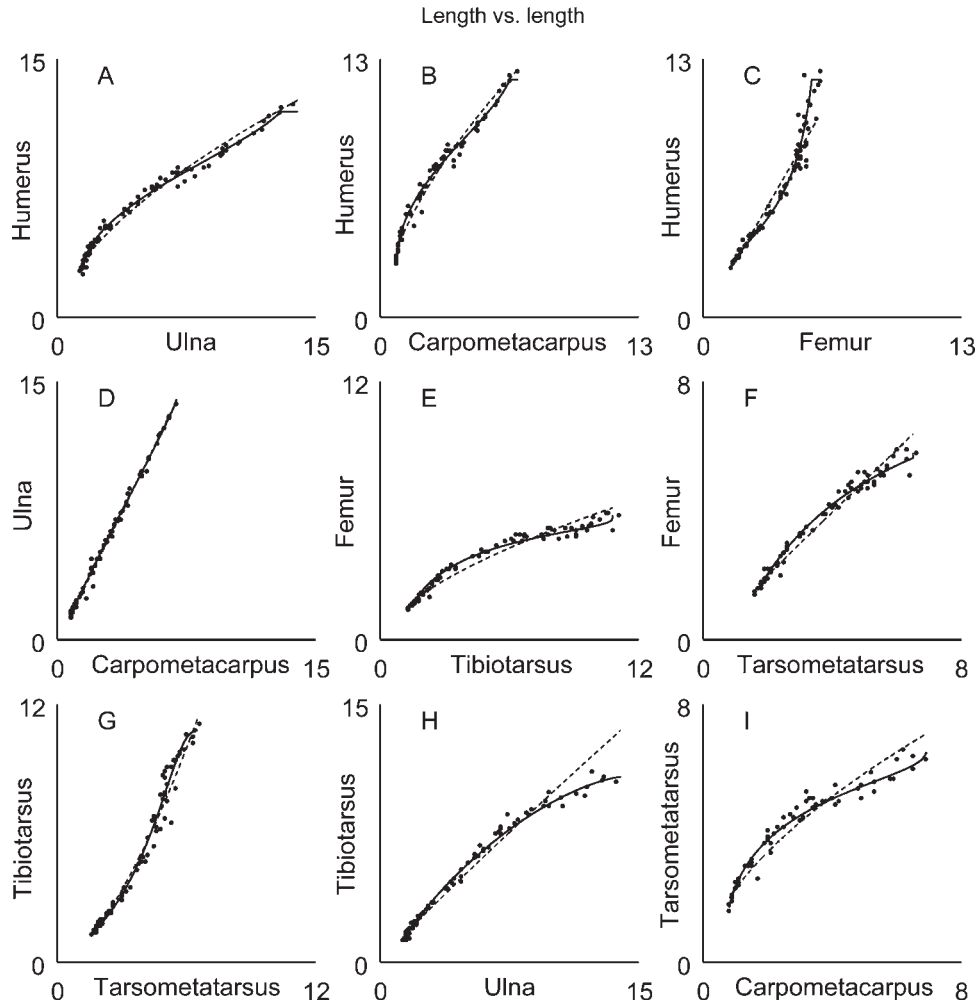 Length vs. length
15
A
Humerus
0
0
Ulna
15
13
B
Humerus
0
0
Carpometacarpus
13
13
C
Humerus
0
0
Femur
13
15
D
Ulna
0
0
Carpometacarpus
15
12
E
Femur
0
0
Tibiotarsus
12
8
F
Femur
0
0
Tarsometatarsus
8
12
G
Tibiotarsus
0
0
Tarsometatarsus
12
15
H
Tibiotarsus
0
0
Ulna
15
8
I
Tarsometatarsus
0
0
Carpometacarpus
8